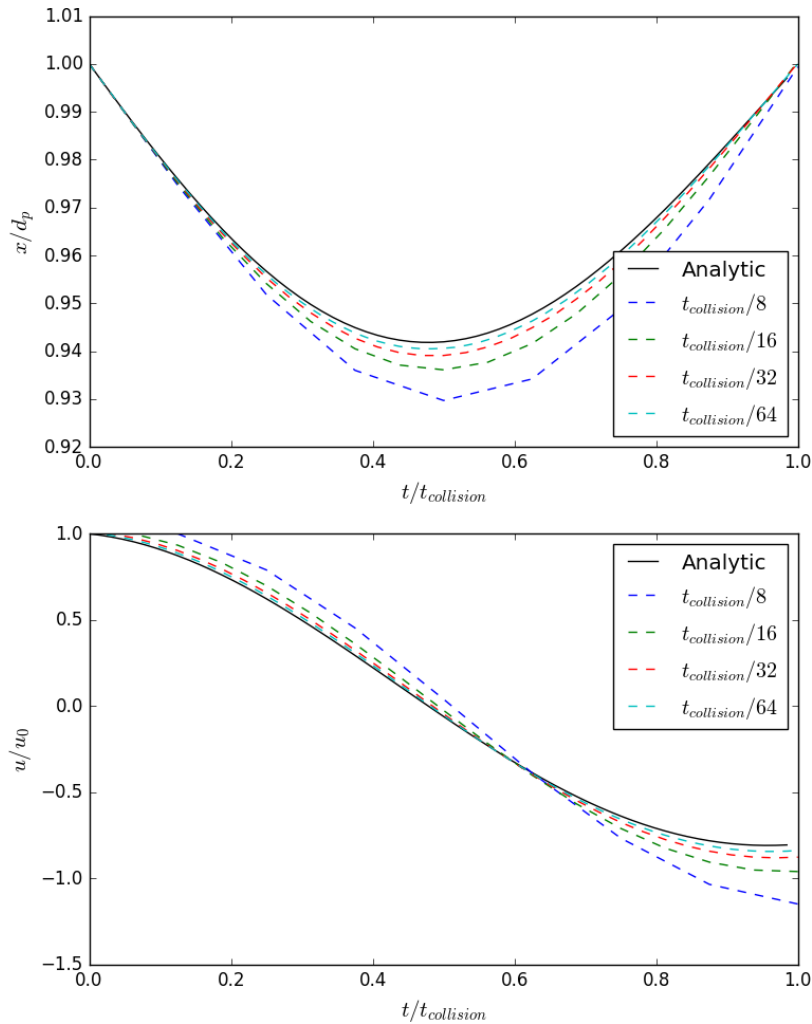 1.01
1.00
0.99
0.98
0.97
0.96
0.95
0.94
0.93
0.92
x/d_p
Analytic
t_collision/8
t_collision/16
t_collision/32
t_collision/64
0.0 0.2 0.4 0.6 0.8 1.0
t/t_collision
1.0
0.5
0.0
−0.5
−1.0
−1.5
u/u_0
Analytic
t_collision/8
t_collision/16
t_collision/32
t_collision/64
0.0 0.2 0.4 0.6 0.8 1.0
t/t_collision